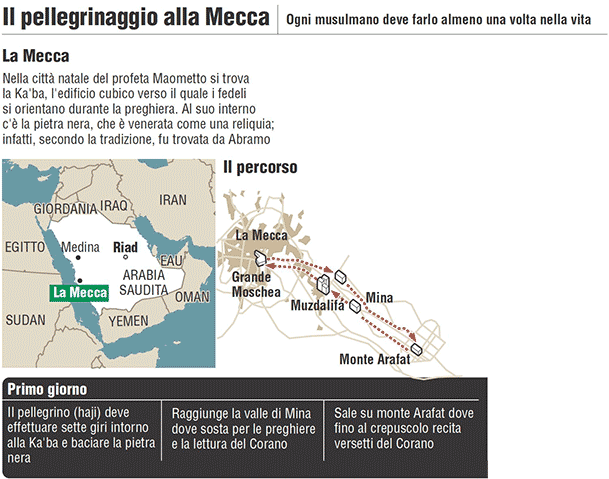 Il pellegrinaggio alla Mecca
Ogni musulmano deve farlo almeno una volta nella vita
La Mecca
Nella città natale del profeta Maometto si trova
la Ka'ba, l'edificio cubico verso il quale i fedeli
si orientano durante la preghiera. Al suo interno
c'è la pietra nera, che è venerata come una reliquia;
infatti, secondo la tradizione, fu trovata da Abramo
GIORDANIA
IRAQ
IRAN
EGITTO
Medina
Riad
EAU
ARABIA
SAUDITA
La Mecca
OMAN
SUDAN
YEMEN
Il percorso
La Mecca
Grande
Moschea
Mina
Muzdalifa
Monte Arafat
Primo giorno
Il pellegrino (haji) deve
effettuare sette giri intorno
alla Ka'ba e baciare la pietra
nera
Raggiunge la valle di Mina
dove sosta per le preghiere
e la lettura del Corano
Sale su monte Arafat dove
fino al crepuscolo recita
versetti del Corano